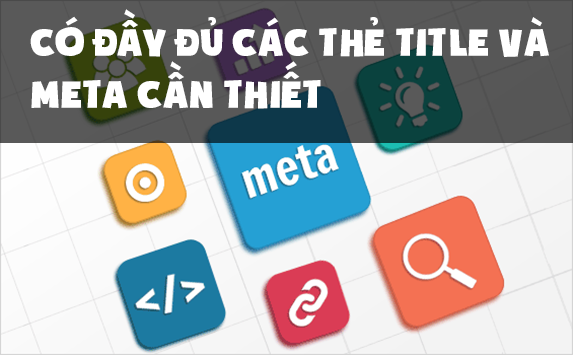 CÓ ĐẦY ĐỦ CÁC THẺ TITLE VÀ
META CẦN THIẾT
meta
</>